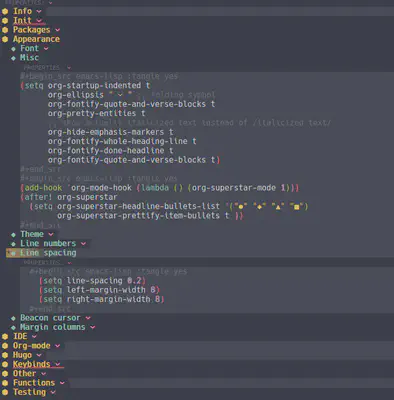 :PROPERTIES:
Info
Init
Packages
Appearance
Font
Misc
:PROPERTIES:
#+begin_src emacs-lisp :tangle yes
(setq org-startup-indented t
org-ellipsis " ⌄ " ;; folding symbol
org-fontify-quote-and-verse-blocks t
org-pretty-entities t
;; show actually italicized text instead of /italicized text/
org-hide-emphasis-markers t
org-fontify-whole-heading-line t
org-fontify-done-heading t
org-fontify-quote-and-verse-blocks t)
#+end_src
#+begin_src emacs-lisp :tangle yes
(add-hook 'org-mode-hook (lambda () (org-superstar-mode 1)))
(after! org-superstar
(setq org-superstar-headline-bullets-list '("●" "◆" "▲" "■")
org-superstar-prettify-item-bullets t ))
#+end_src
Theme
Line numbers
Line spacing
:PROPERTIES:
#+begin_src emacs-lisp :tangle yes
(setq line-spacing 0.2)
(setq left-margin-width 0)
(setq right-margin-width 0)
#+end_src
Beacon cursor
Margin columns
IDE
Org-mode
Hugo
Keybinds
Other
Functions
Testing